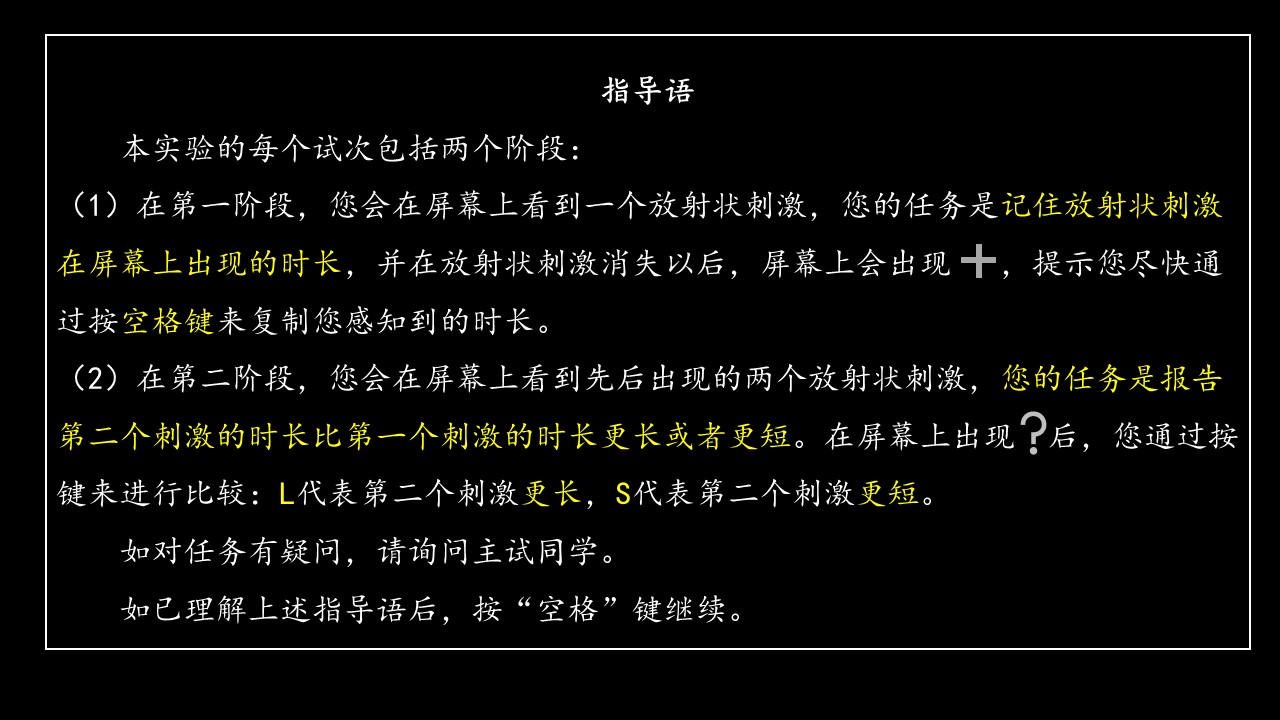 指导语
本实验的每个试次包括两个阶段：
（1）在第一阶段，您会在屏幕上看到一个放射状刺激，您的任务是记住放射状刺激
在屏幕上出现的时长，并在放射状刺激消失以后，屏幕上会出现 +，提示您尽快通
过按空格键来复制您感知到的时长。
（2）在第二阶段，您会在屏幕上看到先后出现的两个放射状刺激，您的任务是报告
第二个刺激的时长比第一个刺激的时长更长或者更短。在屏幕上出现?后，您通过按
键来进行比较：L代表第二个刺激更长，S代表第二个刺激更短。
如对任务有疑问，请询问主试同学。
如已理解上述指导语后，按“空格”键继续。